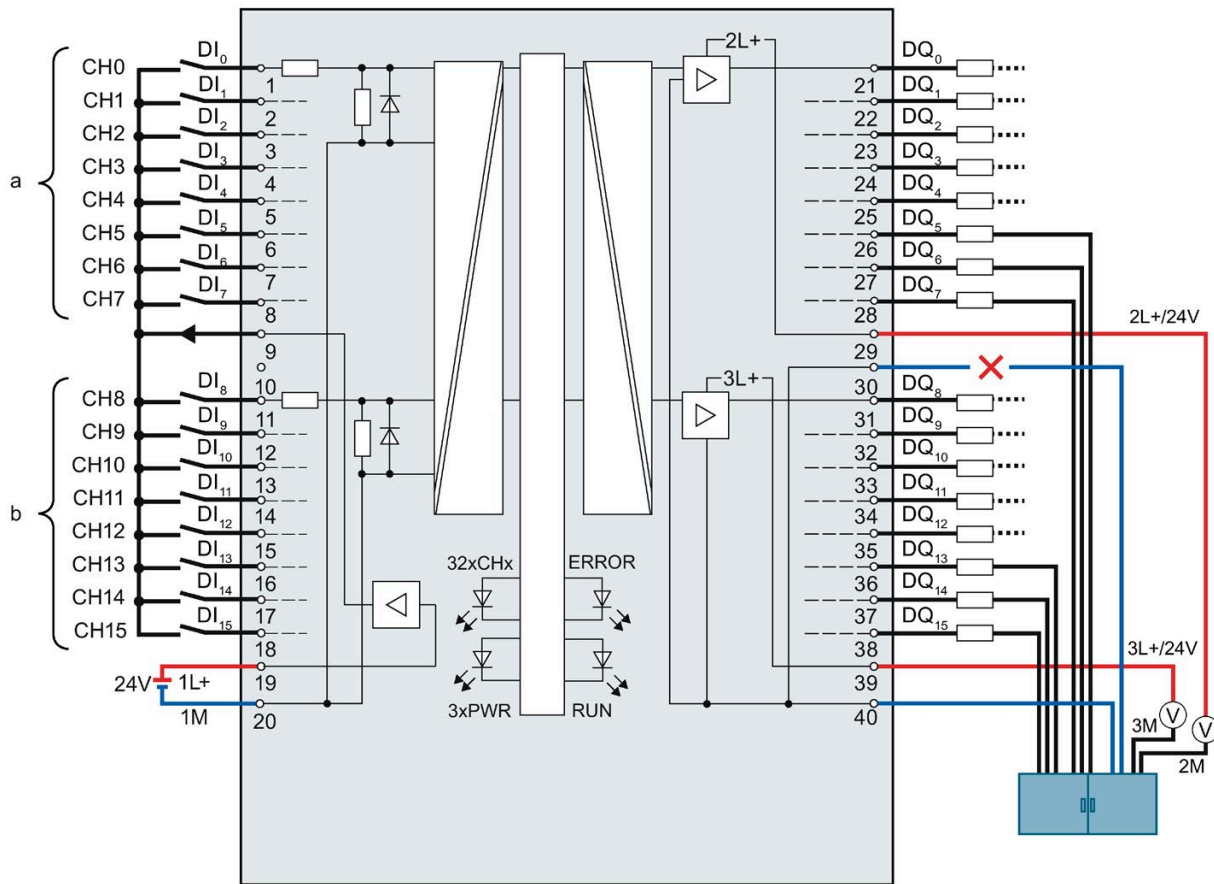 a
CH0
CH1
CH2
CH3
CH4
CH5
CH6
CH7
DI0
DI1
DI2
DI3
DI4
DI5
DI6
DI7
1
2
3
4
5
6
7
8
9
10
b
CH8
CH9
CH10
CH11
CH12
CH13
CH14
CH15
DI8
DI9
DI10
DI11
DI12
DI13
DI14
DI15
11
12
13
14
15
16
17
18
19
20
24V
1L+
1M
2L+
3L+
32xCHx
ERROR
3xPWR
RUN
21
22
23
24
25
26
27
28
29
30
DQ0
DQ1
DQ2
DQ3
DQ4
DQ5
DQ6
DQ7
2L+/24V
31
32
33
34
35
36
37
38
39
40
DQ8
DQ9
DQ10
DQ11
DQ12
DQ13
DQ14
DQ15
3L+/24V
V
3M
V
2M